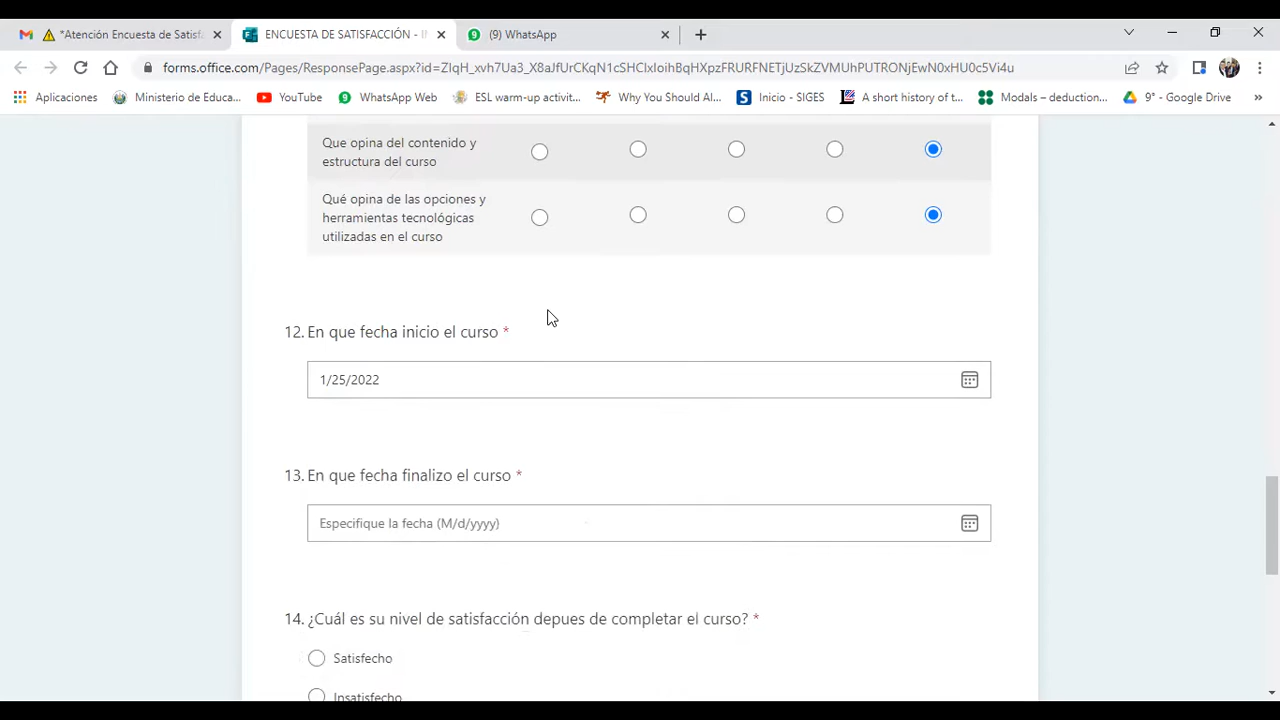 *Atención Encuesta de Satisf
ENCUESTA DE SATISFACCIÓN - I
(9) WhatsApp
forms.office.com/Pages/ResponsePage.aspx?id=ZIqH_xvh7Ua3_X8aJfUrCKqN1cSHClxIoihBqHXpzFRURFNETjUzSkZVMUhPUTRONjEwN0xHU0c5Vi4u
Aplicaciones
Ministerio de Educa...
YouTube
WhatsApp Web
ESL warm-up activit...
Why You Should Al...
Inicio - SIGES
A short history of t...
Modals – deduction...
9° - Google Drive
»
Que opina del contenido y
estructura del curso
Qué opina de las opciones y
herramientas tecnológicas
utilizadas en el curso
12. En que fecha inicio el curso *
1/25/2022
13. En que fecha finalizo el curso *
Especifique la fecha (M/d/yyyy)
14. ¿Cuál es su nivel de satisfacción depues de completar el curso? *
Satisfecho
Insatisfecho